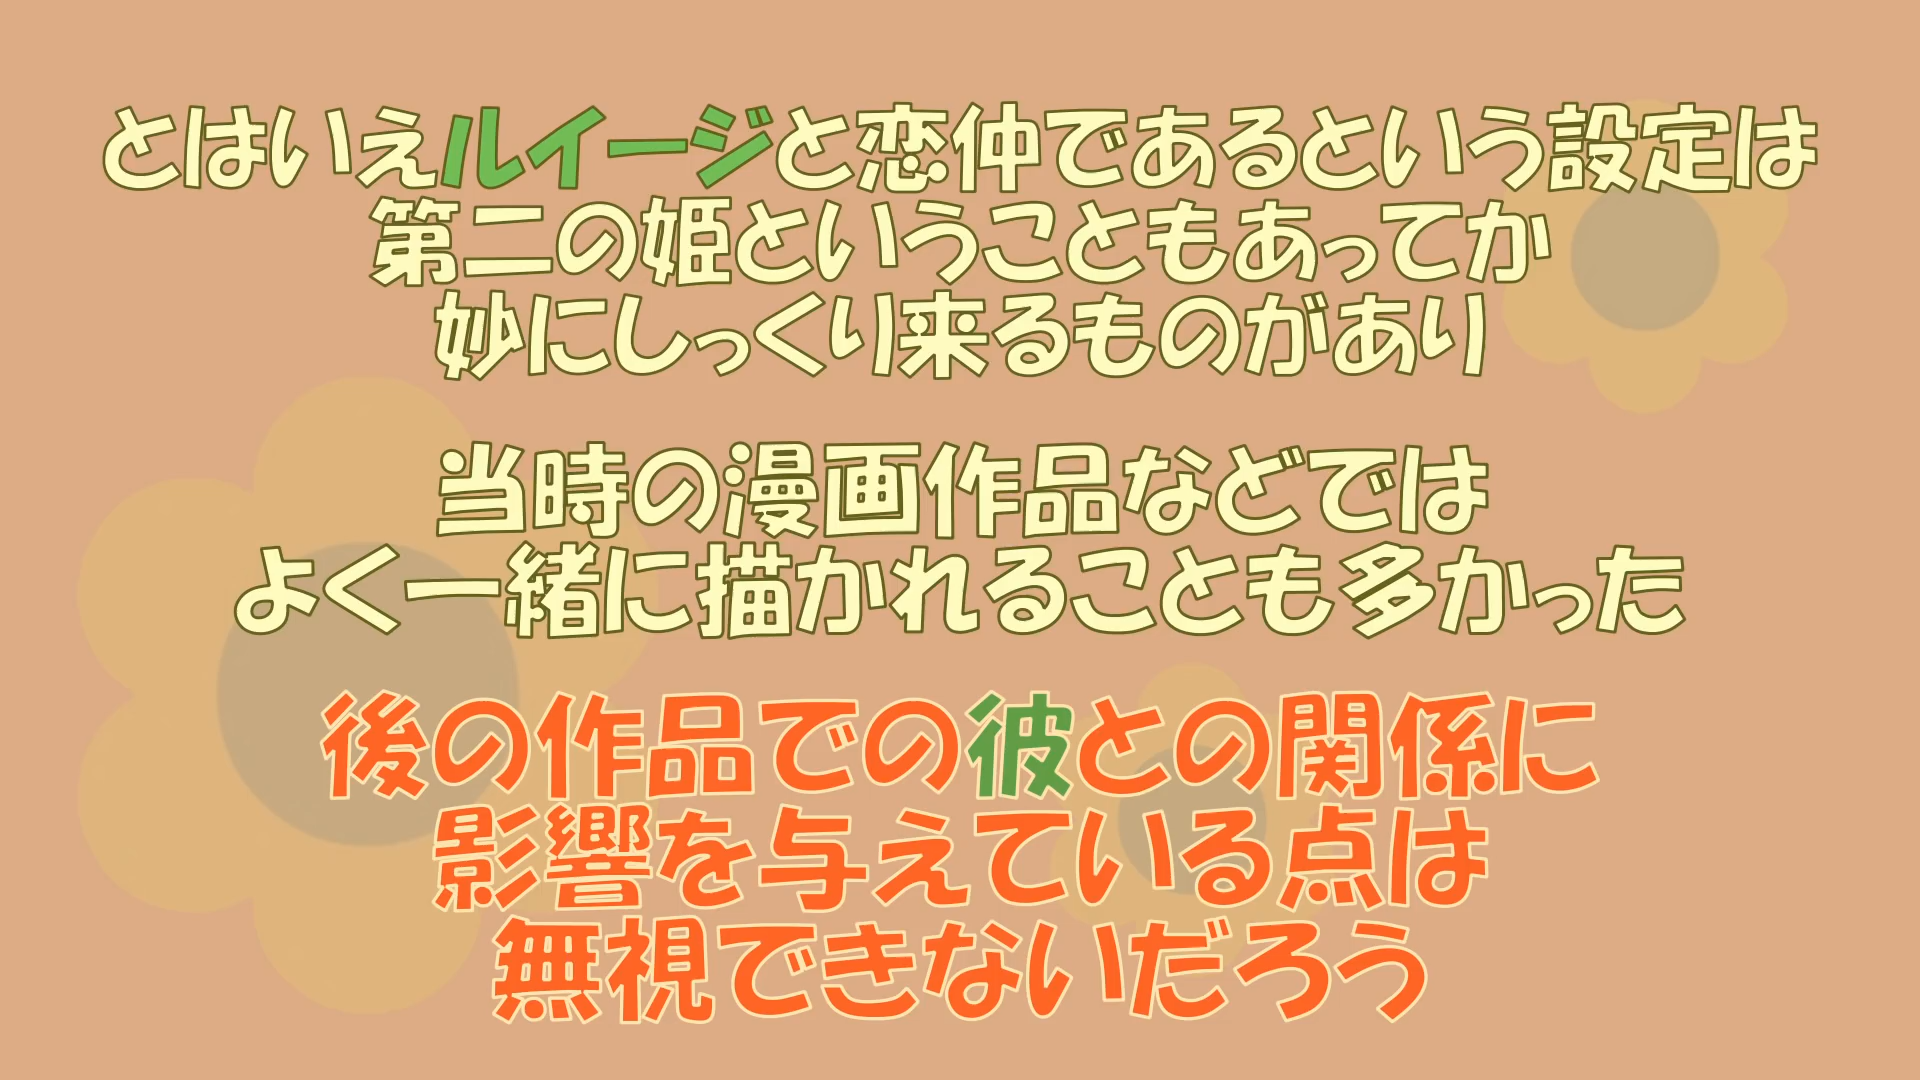 とはいえルイージと恋仲であるという設定は
第二の姫ということもあってか
妙にしっくり来るものがあり
当時の漫画作品などでは
よく一緒に描かれることも多かった
後の作品での彼との関係に
影響を与えている点は
無視できないだろう